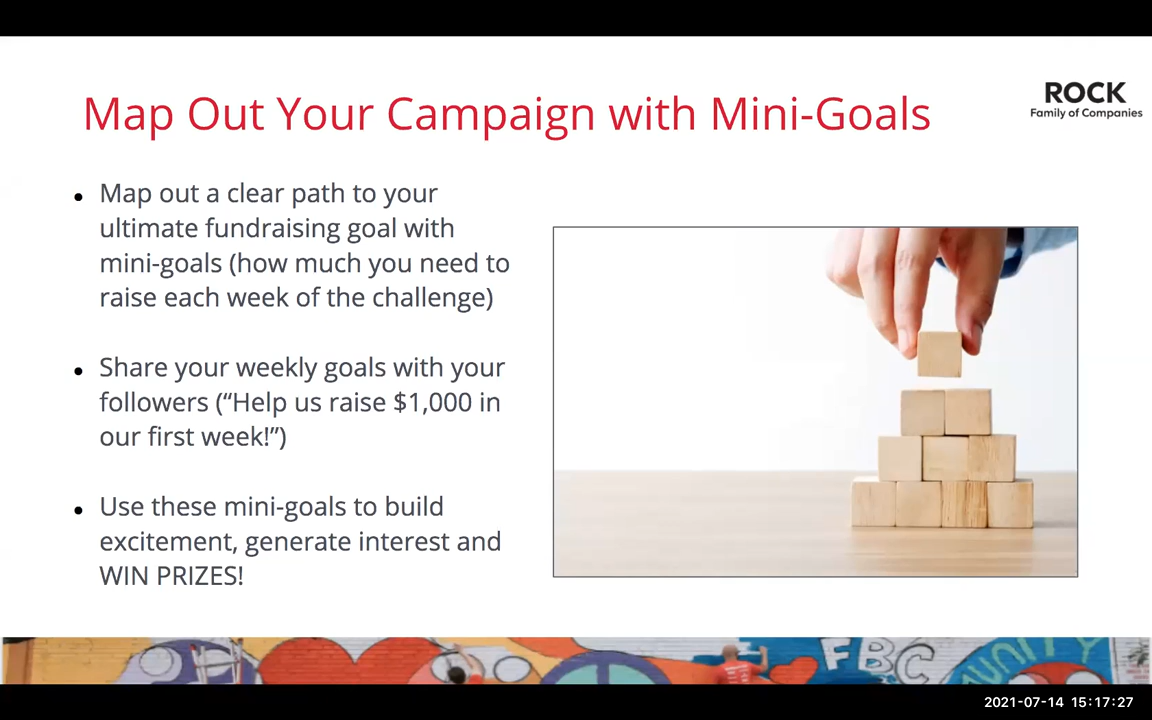 Map Out Your Campaign with Mini-Goals
ROCK
Family of Companies
• Map out a clear path to your
ultimate fundraising goal with
mini-goals (how much you need to
raise each week of the challenge)
• Share your weekly goals with your
followers (“Help us raise $1,000 in
our first week!”)
• Use these mini-goals to build
excitement, generate interest and
WIN PRIZES!
FBC
UNITY
2021-07-14 15:17:27